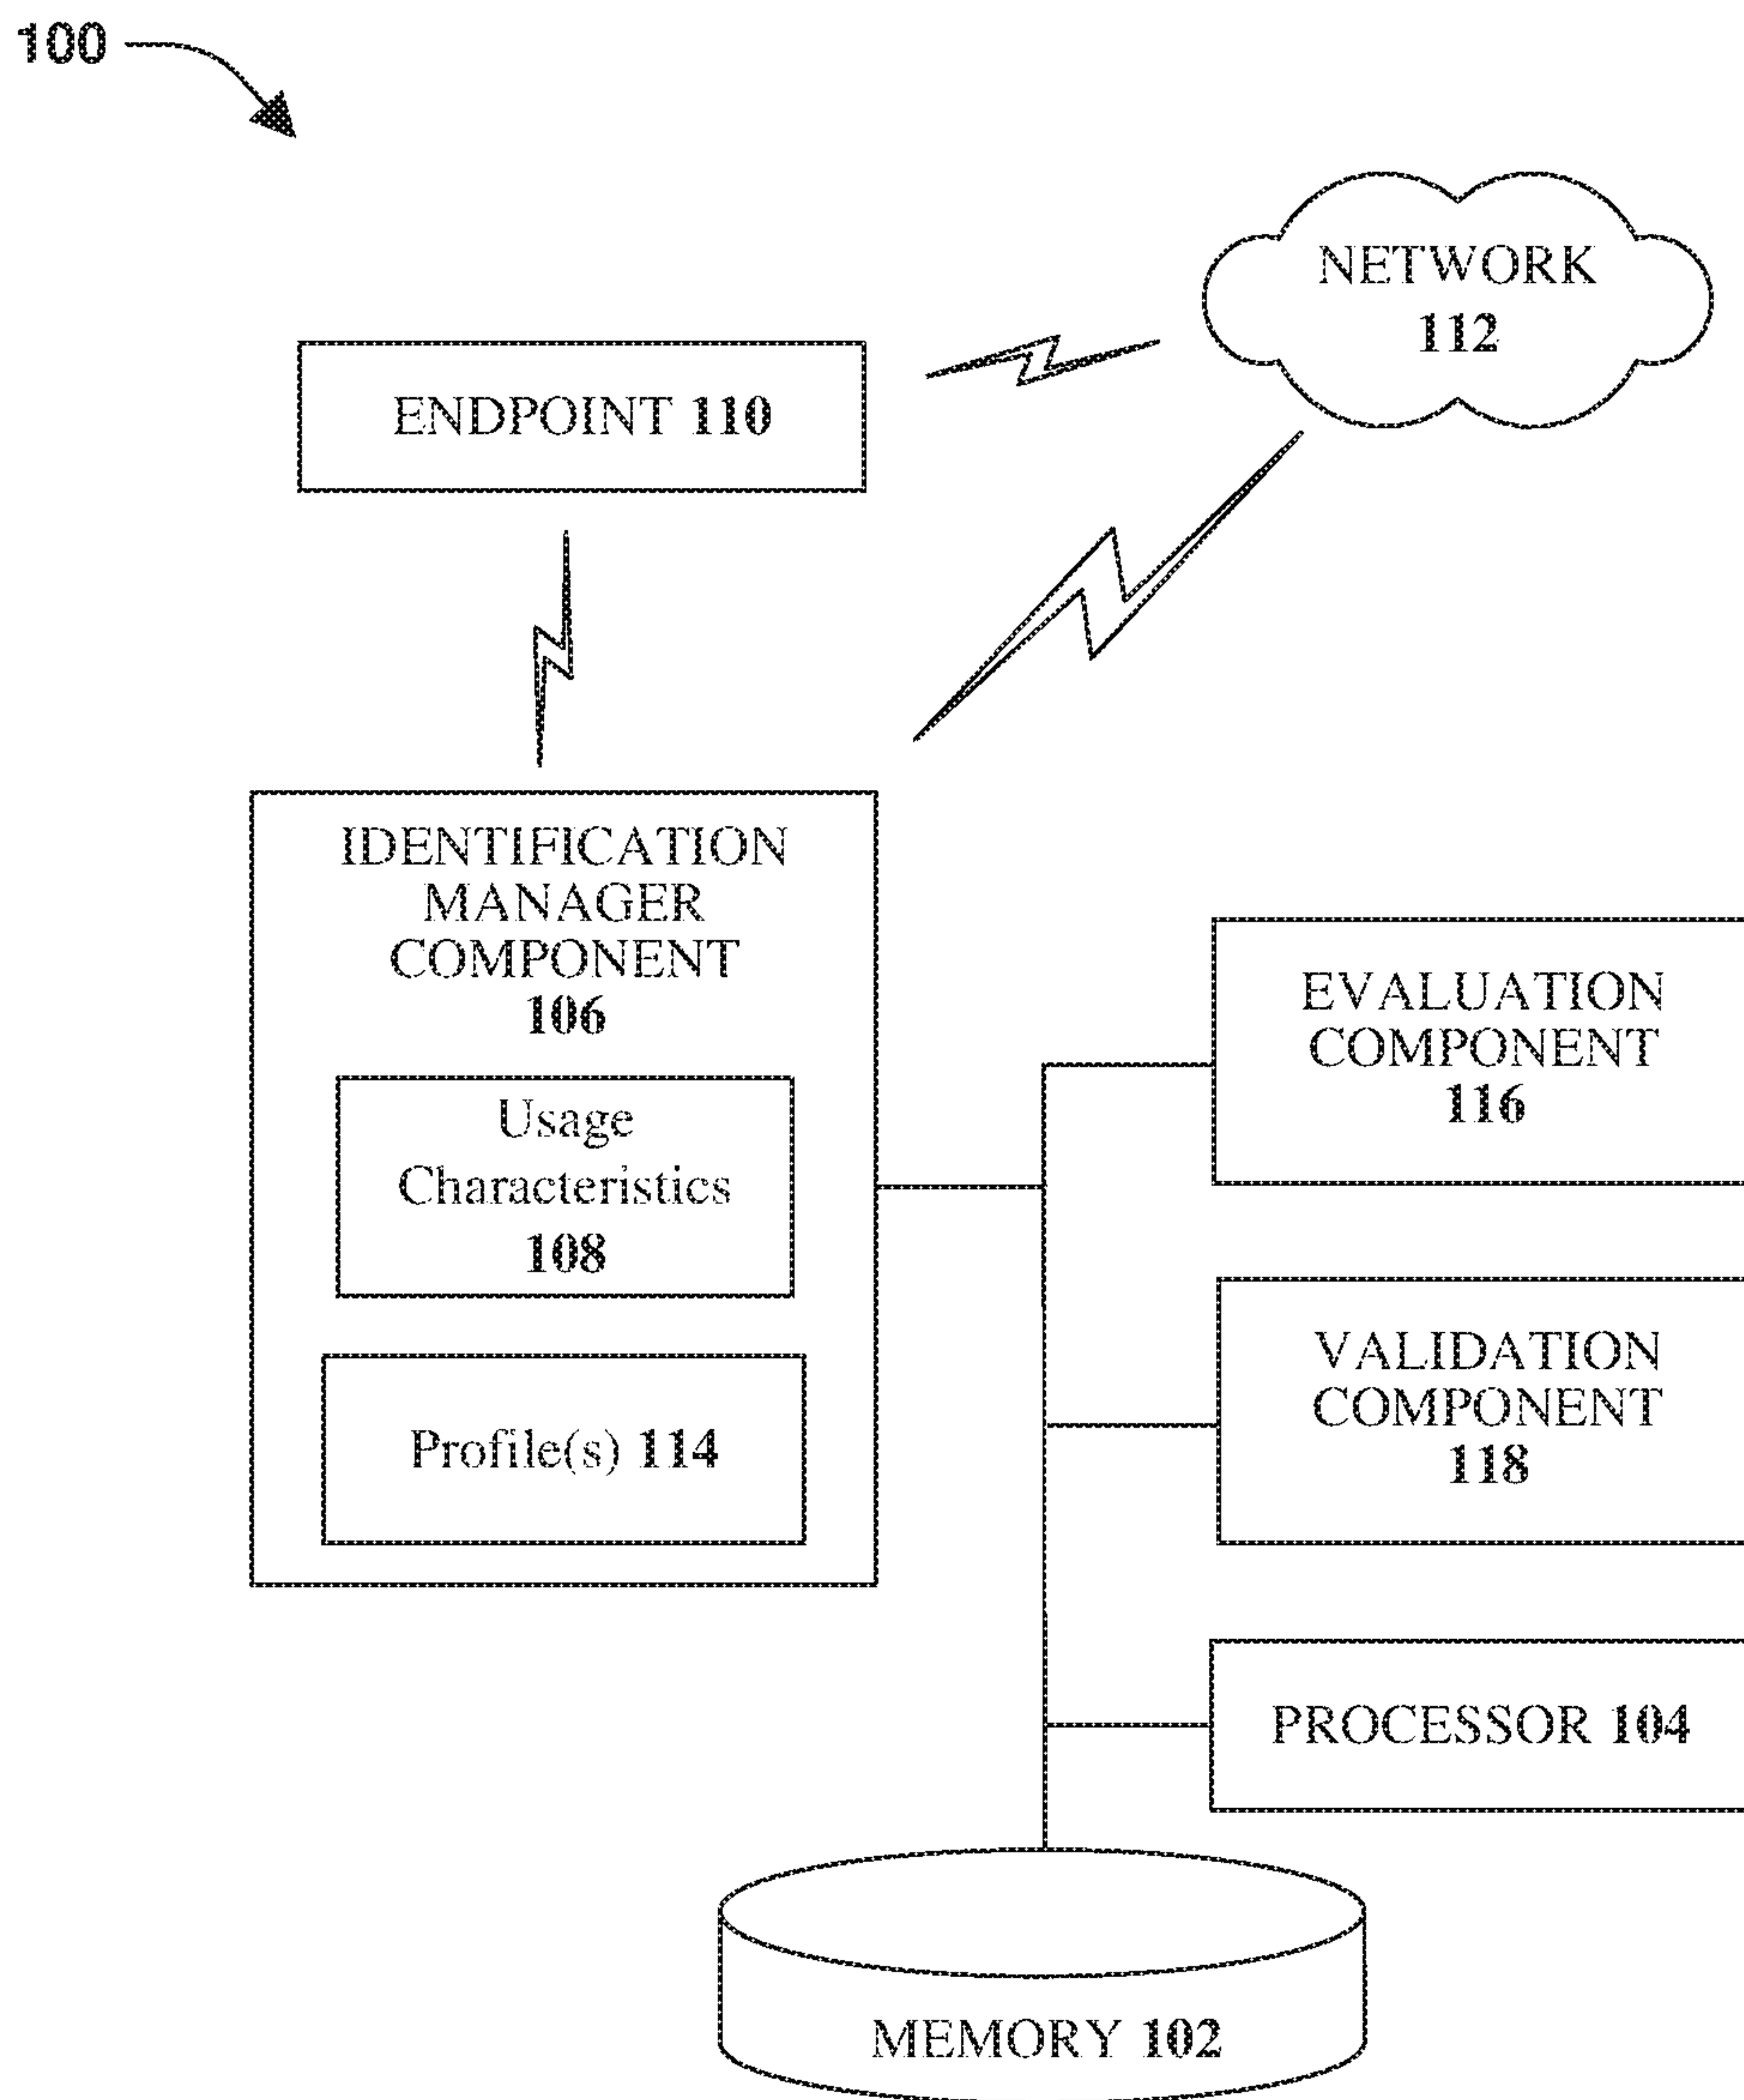 100
NETWORK
112
ENDPOINT 110
IDENTIFICATION
MANAGER
COMPONENT
106
Usage
Characteristics
108
Profile(s) 114
EVALUATION
COMPONENT
116
VALIDATION
COMPONENT
118
PROCESSOR 104
MEMORY 102